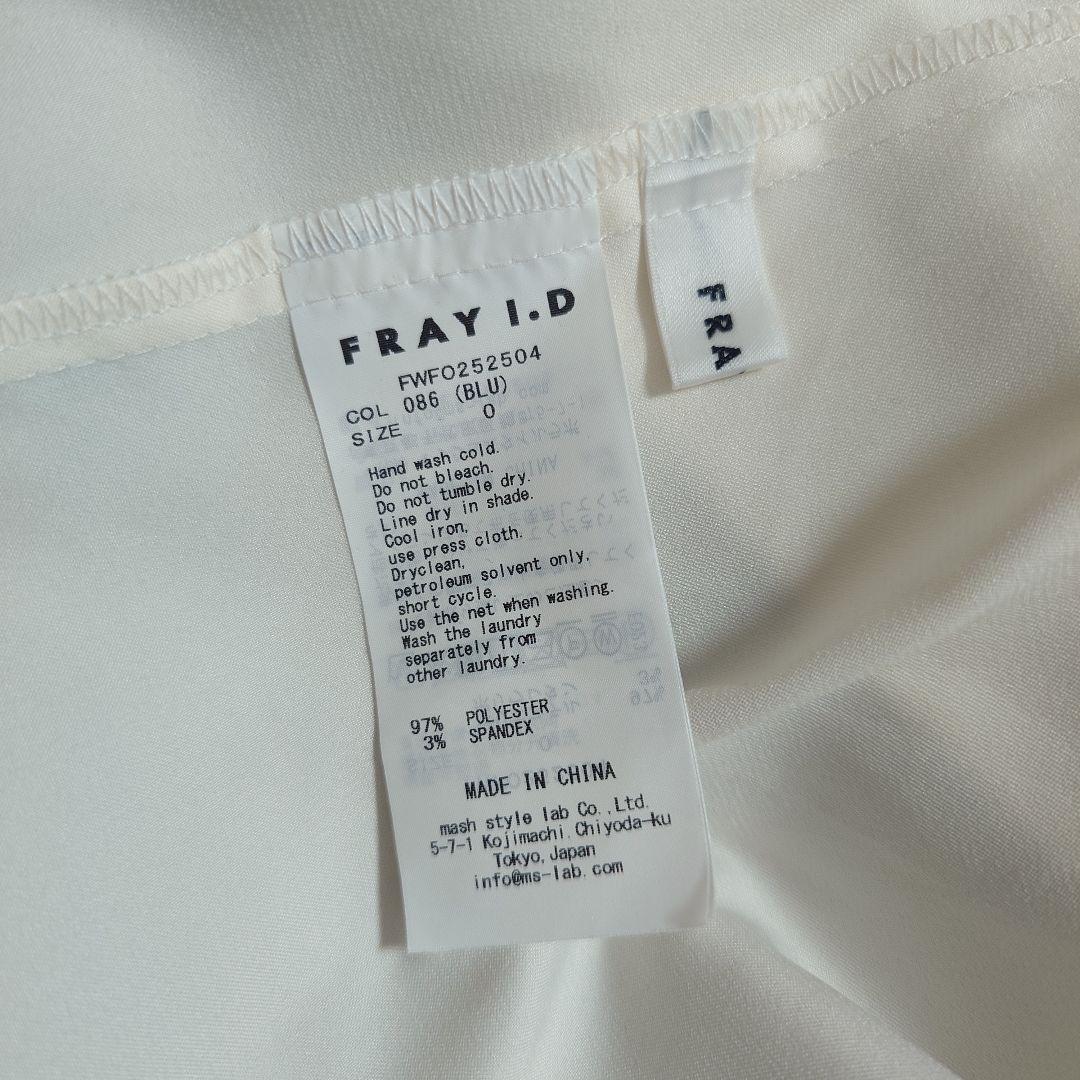 FRAY I.D
FWFO252504
COL 086 (BLU)
SIZE 0
Hand wash cold.
Do not bleach.
Do not tumble dry.
Line dry in shade.
Cool iron,
use press cloth.
Dryclean,
petroleum solvent only,
short cycle.
Use the net when washing.
Wash the laundry
separately from
other laundry.
97% POLYESTER
3% SPANDEX
MADE IN CHINA
mash style lab Co.,Ltd.
5-7-1 Kojimachi.Chiyoda-ku
Tokyo,Japan
info@ms-lab.com
FRA